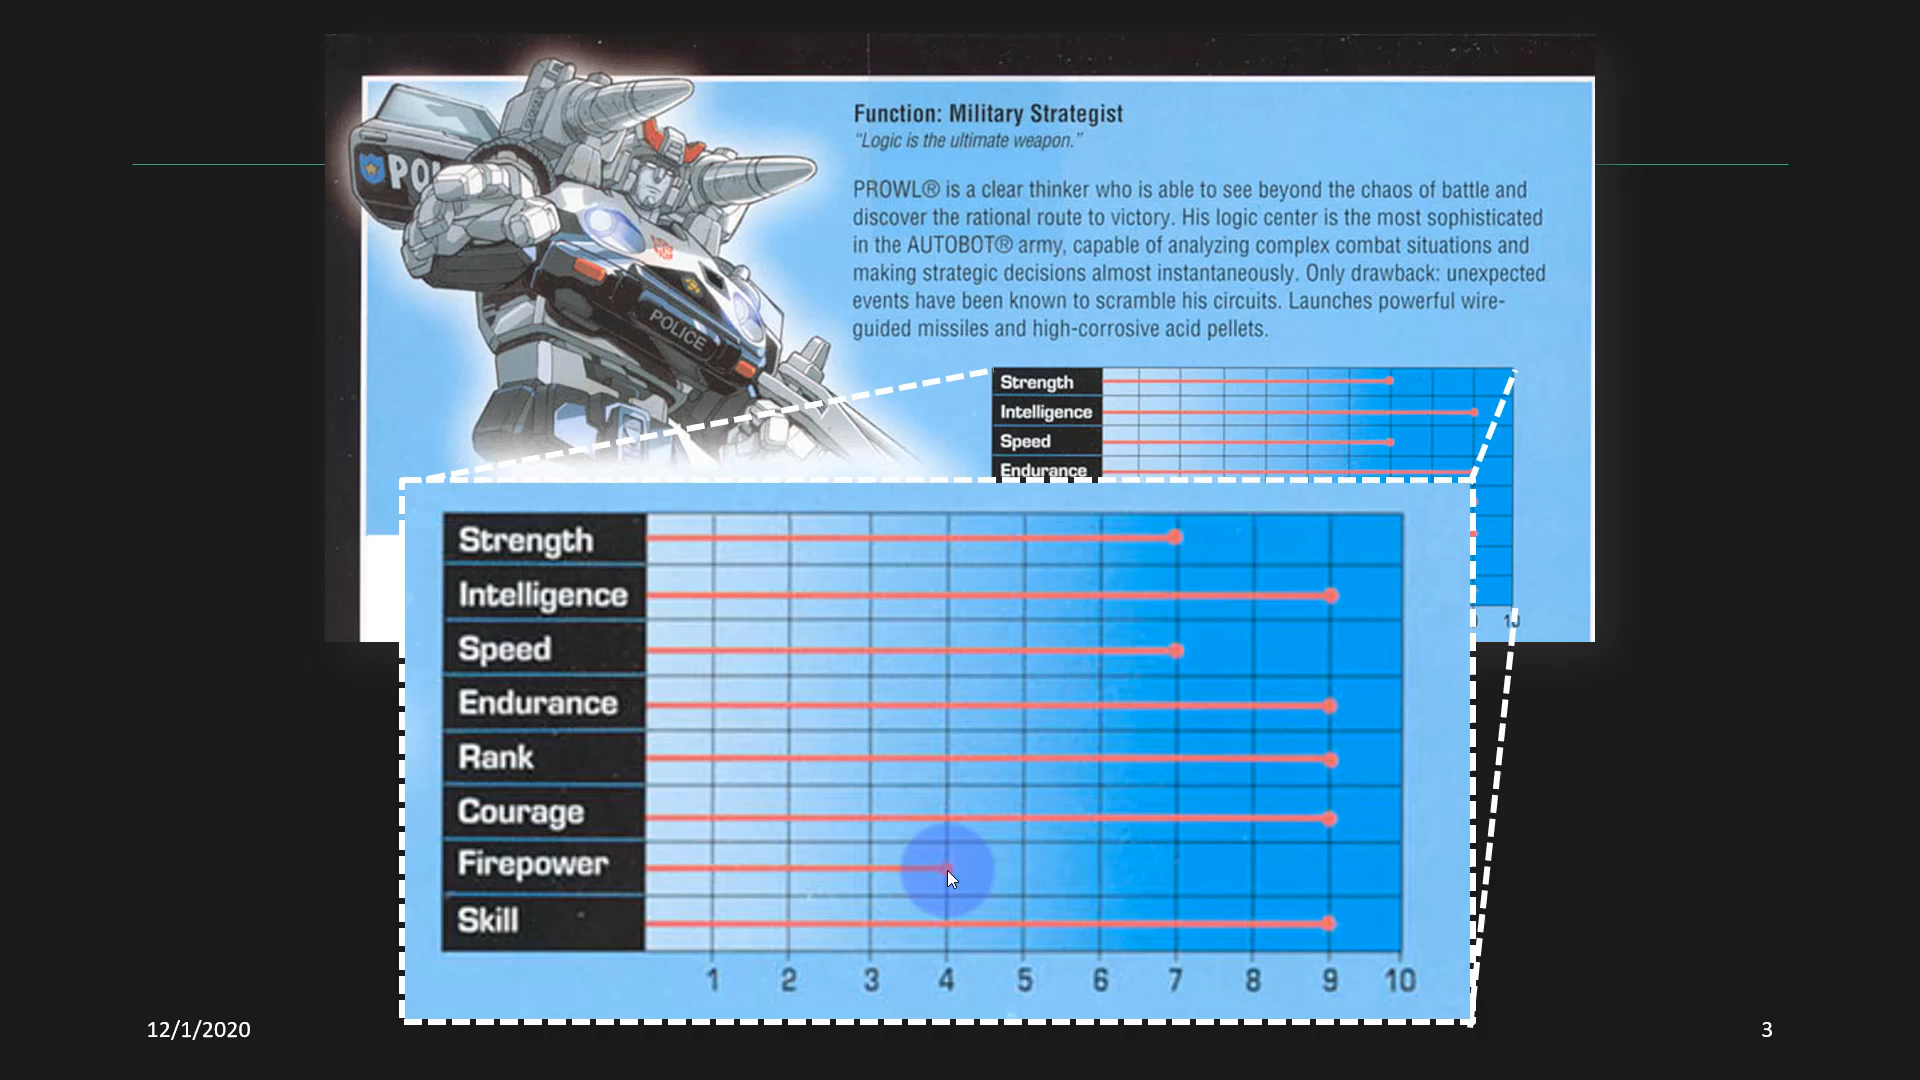 Function: Military Strategist
"Logic is the ultimate weapon."
PROWL® is a clear thinker who is able to see beyond the chaos of battle and
discover the rational route to victory. His logic center is the most sophisticated
in the AUTOBOT® army, capable of analyzing complex combat situations and
making strategic decisions almost instantaneously. Only drawback: unexpected
events have been known to scramble his circuits. Launches powerful wire-
guided missiles and high-corrosive acid pellets.
POLICE
Strength
Intelligence
Speed
Endurance
Strength
Intelligence
Speed
Endurance
Rank
Courage
Firepower
Skill
1 2 3 4 5 6 7 8 9 10
12/1/2020
3